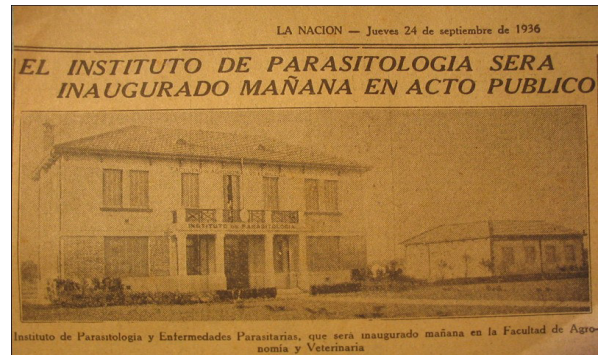 LA NACION — Jueves 24 de septiembre de 1936
EL INSTITUTO DE PARASITOLOGIA SERA
INAUGURADO MAÑANA EN ACTO PUBLICO
INSTITUTO DE PARASITOLOGIA
Instituto de Parasitología y Enfermedades Parasitarias, que será inaugurado mañana en la Facultad de Agro-
nomía y Veterinaria